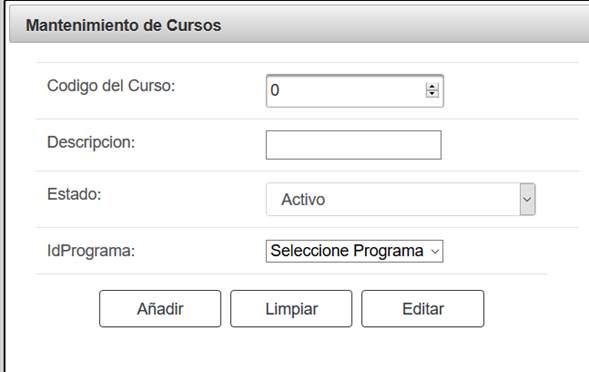 Mantenimiento de Cursos
Codigo del Curso: 0
Descripcion:
Estado: Activo
IdPrograma: Seleccione Programa
Añadir Limpiar Editar